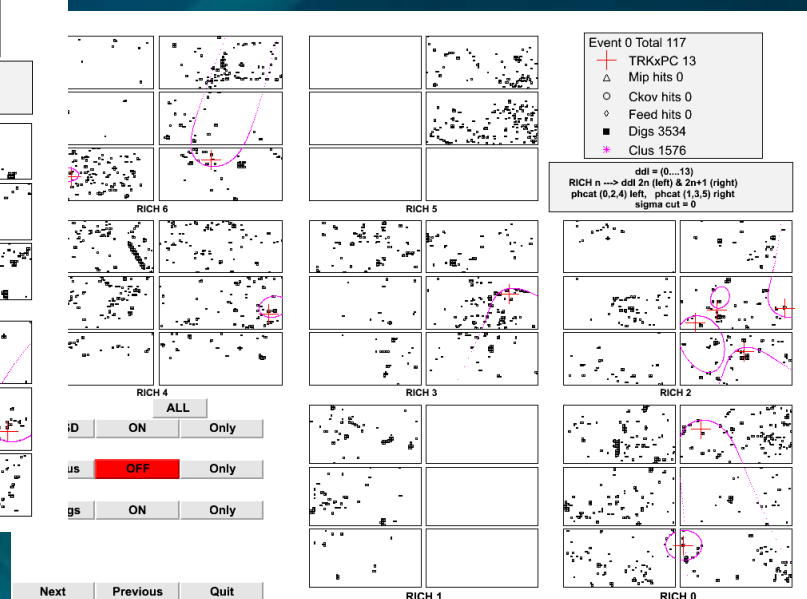 Event 0 Total 117
TRKxPC 13
Mip hits 0
Ckov hits 0
Feed hits 0
Digs 3534
Clus 1576
ddl = (0....13)
RICH n ---> ddl 2n (left) & 2n+1 (right)
phcat (0,2,4) left, phcat (1,3,5) right
sigma cut = 0
RICH 6
RICH 5
RICH 4
RICH 3
RICH 2
ALL
SD ON Only
us OFF Only
gs ON Only
Next Previous Quit
RICH 1
RICH 0